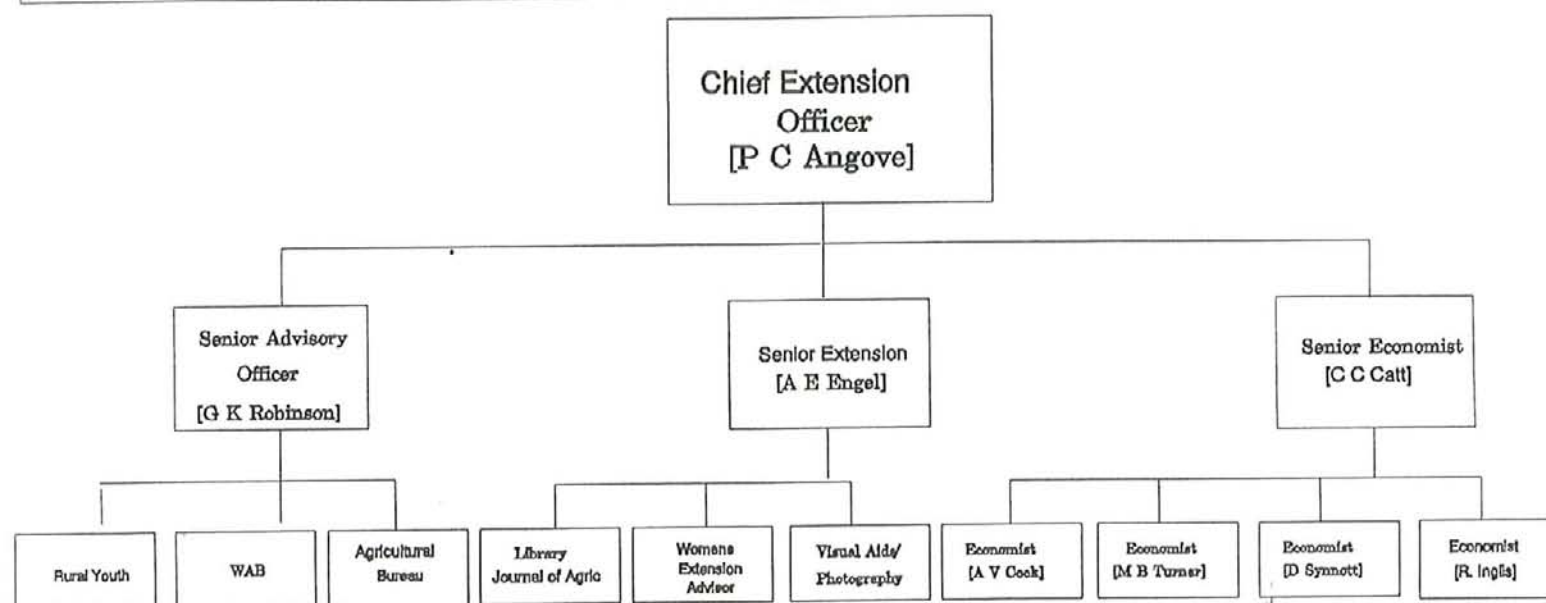 Chief Extension
Officer
[P C Angove]
Senior Advisory
Officer
[G K Robinson]
Senior Extension
[A E Engel]
Senior Economist
[C C Catt]
Rural Youth
WAB
Agricultural
Bureau
Library
Journal of Agric
Womens
Extension
Advisor
Visual Aids/
Photography
Economist
[A V Cook]
Economist
[M B Turner]
Economist
[D Synnott]
Economist
[R. Inglis]